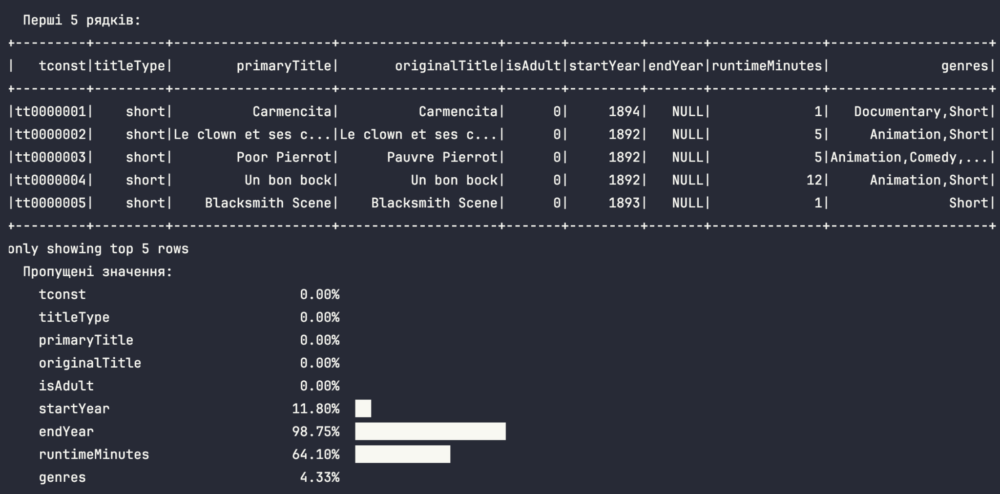 Перші 5 рядків:
+---------+---------+--------------------+--------------------+-------+---------+-------+--------------+--------------------+
|   tconst|titleType|        primaryTitle|       originalTitle|isAdult|startYear|endYear|runtimeMinutes|              genres|
+---------+---------+--------------------+--------------------+-------+---------+-------+--------------+--------------------+
|tt0000001|    short|          Carmencita|          Carmencita|      0|     1894|   NULL|             1|   Documentary,Short|
|tt0000002|    short|Le clown et ses c...|Le clown et ses c...|      0|     1892|   NULL|             5|     Animation,Short|
|tt0000003|    short|        Poor Pierrot|      Pauvre Pierrot|      0|     1892|   NULL|             5|Animation,Comedy,...|
|tt0000004|    short|         Un bon bock|         Un bon bock|      0|     1892|   NULL|            12|     Animation,Short|
|tt0000005|    short|    Blacksmith Scene|    Blacksmith Scene|      0|     1893|   NULL|             1|               Short|
+---------+---------+--------------------+--------------------+-------+---------+-------+--------------+--------------------+
only showing top 5 rows
Пропущені значення:
tconst 0.00%
titleType 0.00%
primaryTitle 0.00%
originalTitle 0.00%
isAdult 0.00%
startYear 11.80%
endYear 98.75%
runtimeMinutes 64.10%
genres 4.33%